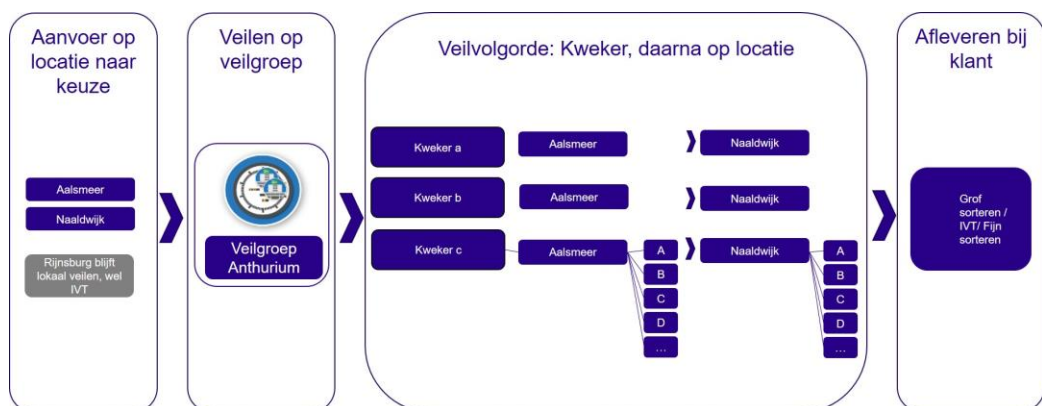 Aanvoer op
locatie naar
keuze
Aalsmeer
Naaldwijk
Rijnsburg blijft
lokaal veilen, wel
IVT
Veilen op
veilgroep
Veilgroep
Anthurium
Veilvolgorde: Kweker, daarna op locatie
Kweker a
Aalsmeer
Naaldwijk
Kweker b
Aalsmeer
Naaldwijk
Kweker c
Aalsmeer
A
B
C
D
...
Naaldwijk
A
B
C
D
...
Afleveren bij
klant
Grof
sorteren /
IVT/ Fijn
sorteren